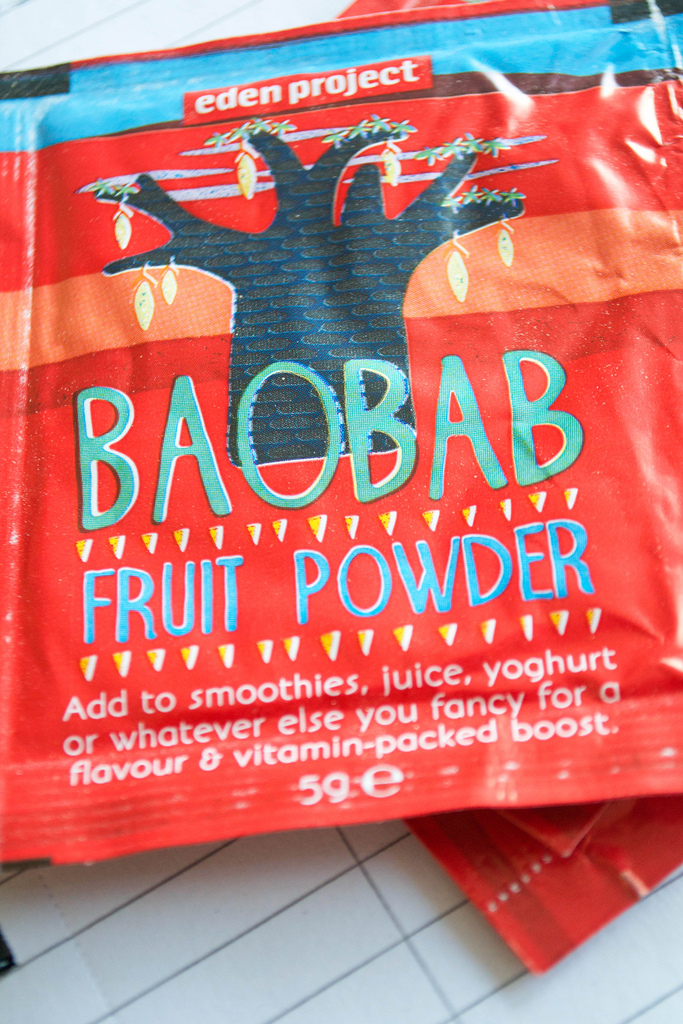 eden project
BAOBAB
FRUIT POWDER
Add to smoothies, juice, yoghurt
or whatever else you fancy for a
flavour & vitamin-packed boost.
5g ℮